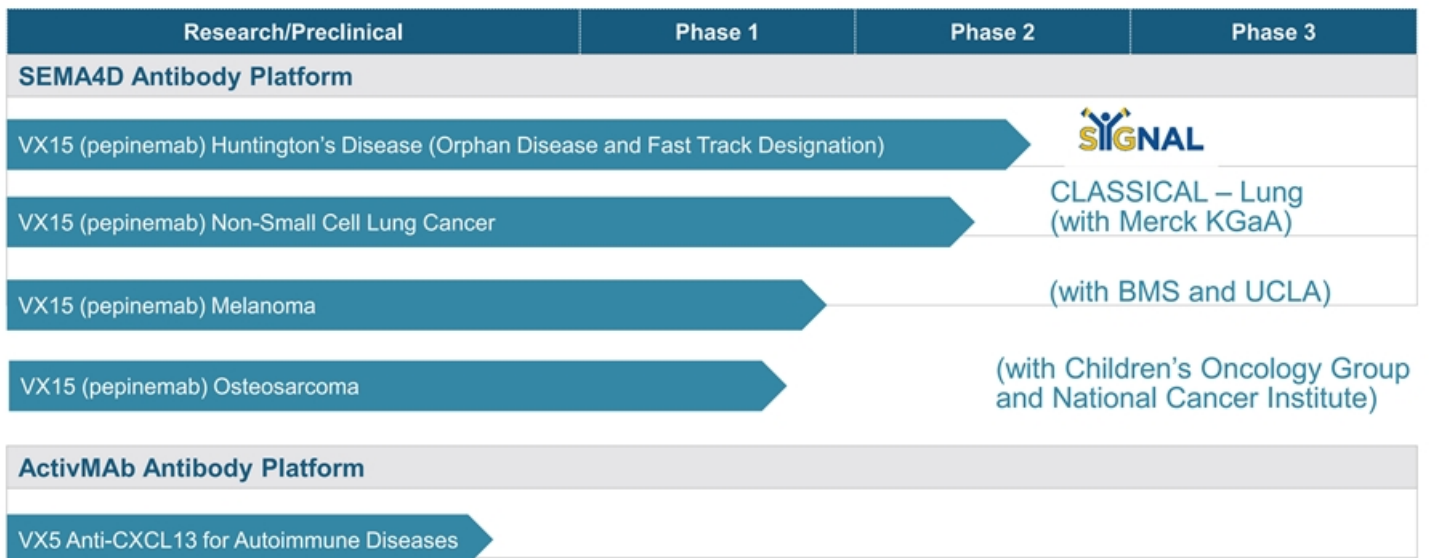 Research/Preclinical Phase 1 Phase 2 Phase 3
SEMA4D Antibody Platform
VX15 (pepinemab) Huntington's Disease (Orphan Disease and Fast Track Designation)
SIGNAL
VX15 (pepinemab) Non-Small Cell Lung Cancer
CLASSICAL – Lung
(with Merck KGaA)
VX15 (pepinemab) Melanoma
(with BMS and UCLA)
VX15 (pepinemab) Osteosarcoma
(with Children's Oncology Group
and National Cancer Institute)
ActivMAb Antibody Platform
VX5 Anti-CXCL13 for Autoimmune Diseases